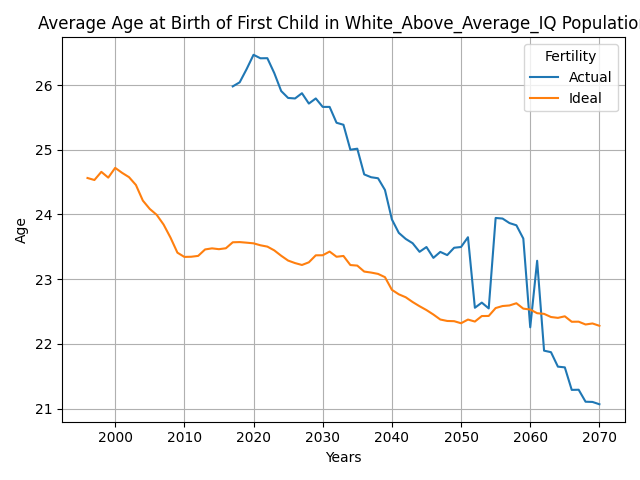 Average Age at Birth of First Child in White_Above_Average_IQ Population
Fertility
Actual
Ideal
Age
26
25
24
23
22
21
2000
2010
2020
2030
2040
2050
2060
2070
Years